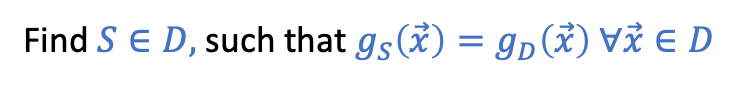 Find S ∈ D, such that g_S(x⃗) = g_D(x⃗) ∀x⃗ ∈ D